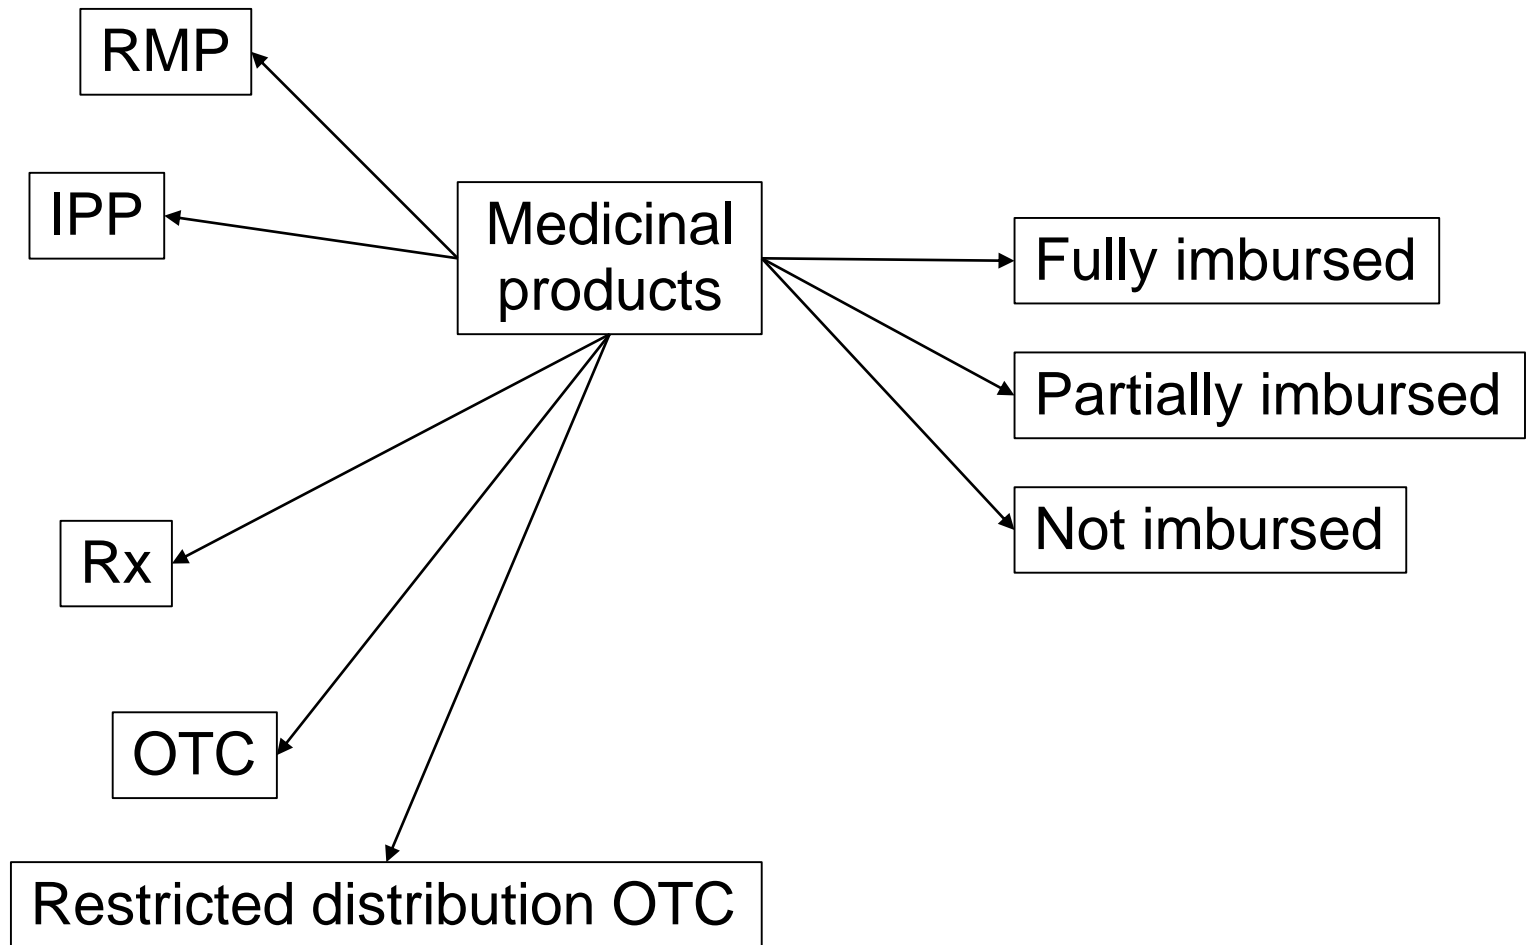 RMP
IPP
Medicinal
products
Fully imbursed
Partially imbursed
Not imbursed
Rx
OTC
Restricted distribution OTC